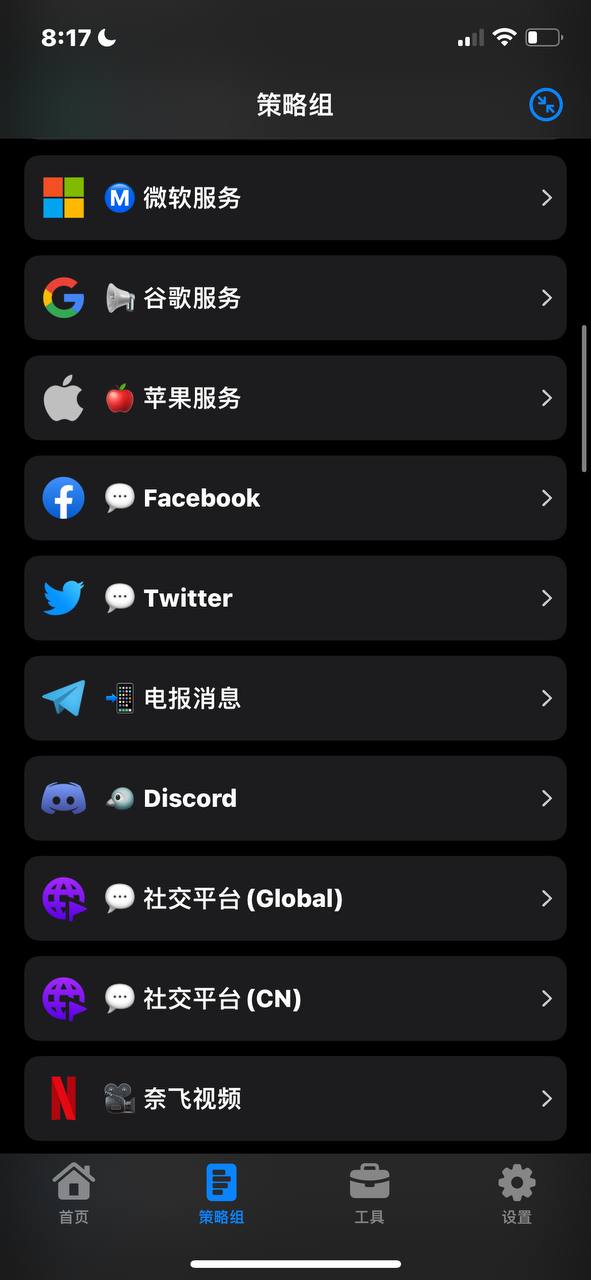 8:17
策略组
Ⓜ️ 微软服务
谷歌服务
苹果服务
Facebook
Twitter
电报消息
Discord
社交平台(Global)
社交平台(CN)
奈飞视频
首页
策略组
工具
设置